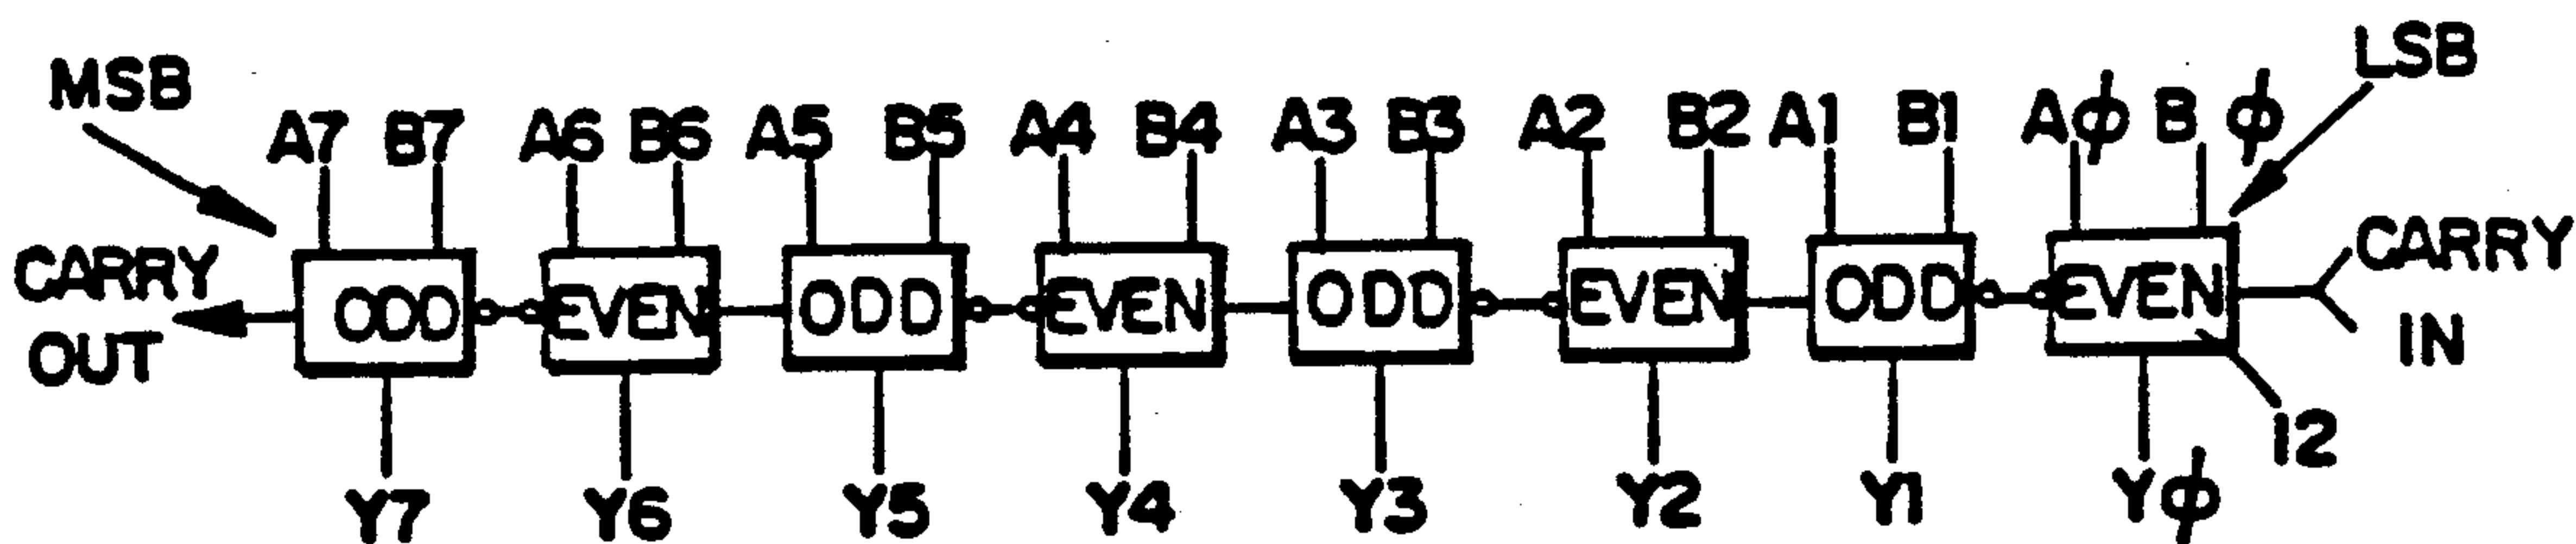 MSB
LSB
A7 B7 A6 B6 A5 B5 A4 B4 A3 B3 A2 B2 A1 B1 Aϕ Bϕ
CARRY OUT
ODD EVEN ODD EVEN ODD EVEN ODD EVEN
CARRY IN
12
Y7 Y6 Y5 Y4 Y3 Y2 Y1 Yϕ